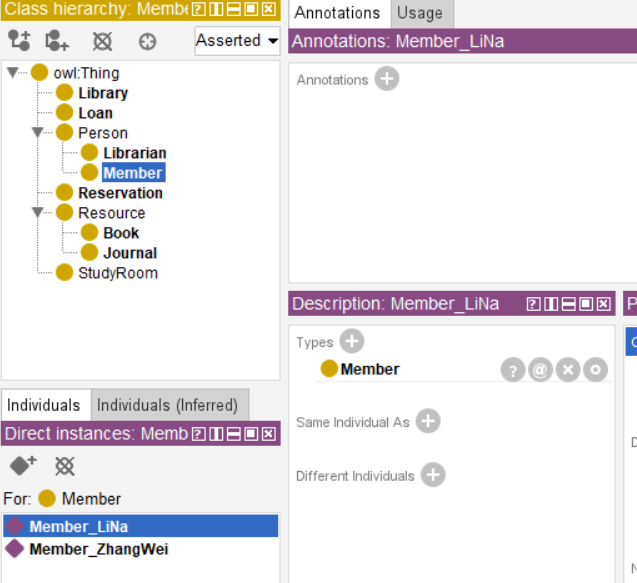 Class hierarchy: Membe
Asserted
owl:Thing
Library
Loan
Person
Librarian
Member
Reservation
Resource
Book
Journal
StudyRoom
Individuals
Individuals (Inferred)
Direct instances: Memb
For:
Member
Member_LiNa
Member_ZhangWei
Annotations
Usage
Annotations: Member_LiNa
Annotations
Description: Member_LiNa
Types
Member
Same Individual As
Different Individuals
P